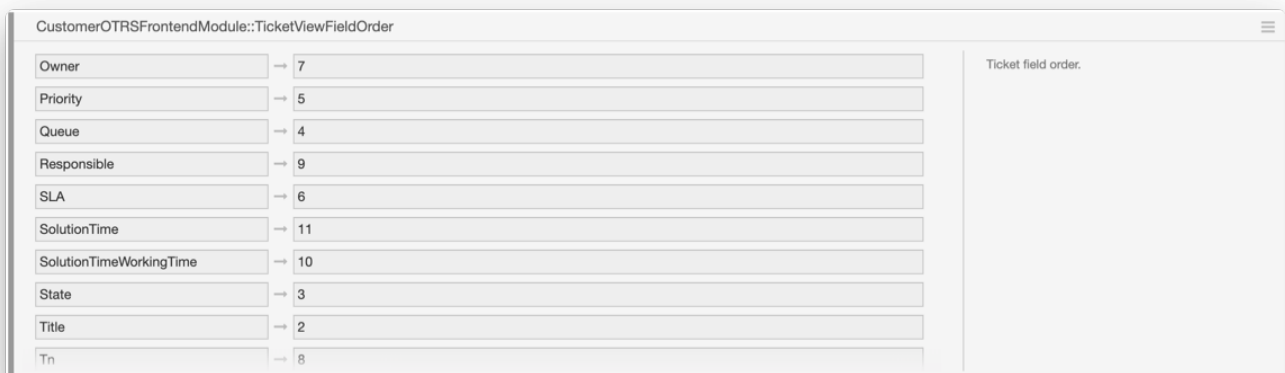 CustomerOTRSFrontendModule::TicketViewFieldOrder
Owner → 7
Ticket field order.
Priority → 5
Queue → 4
Responsible → 9
SLA → 6
SolutionTime → 11
SolutionTimeWorkingTime → 10
State → 3
Title → 2
Tn → 8